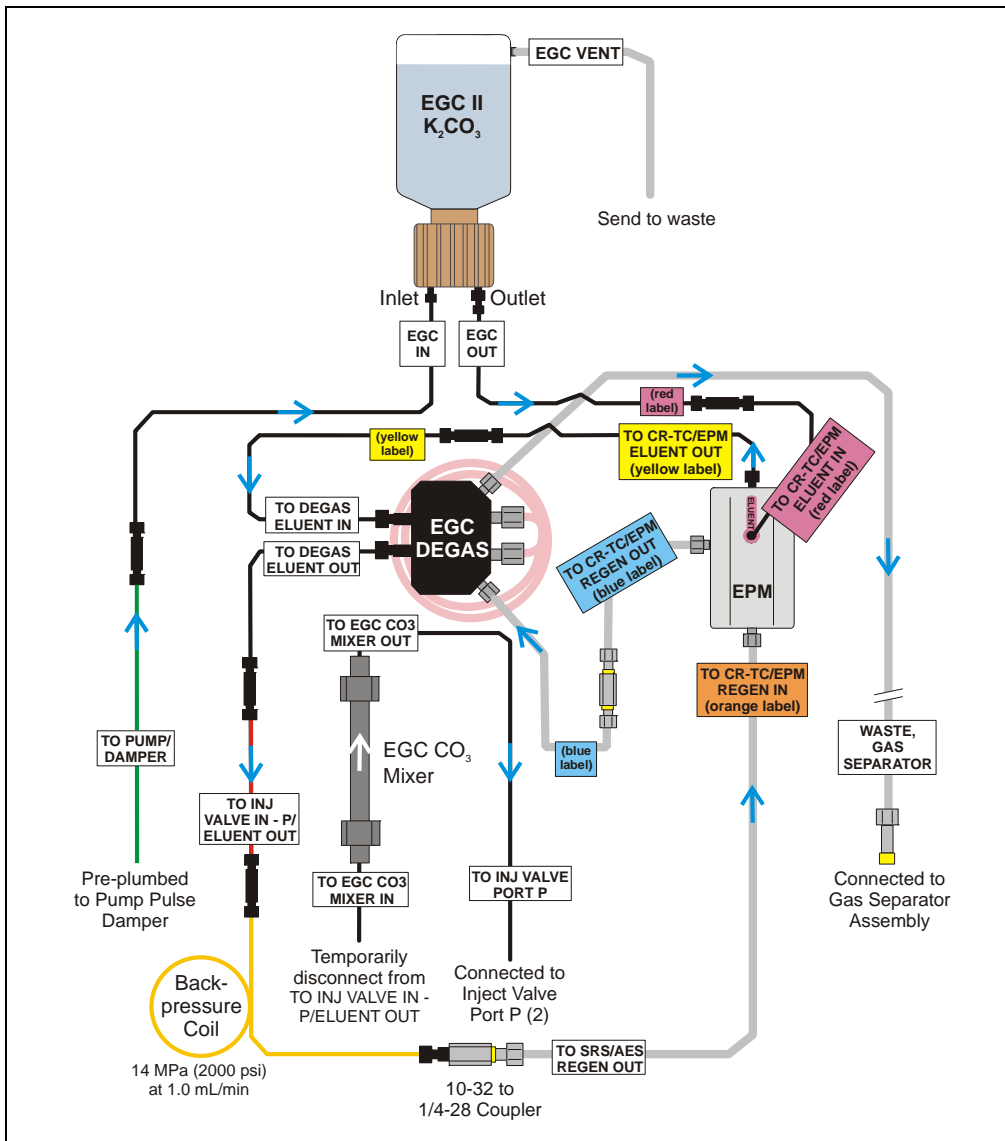 EGC VENT
EGC II
K₂CO₃
Send to waste
Inlet
Outlet
EGC
IN
EGC
OUT
(red
label)
(yellow
label)
TO CR-TC/EPM
ELUENT OUT
(yellow label)
TO CR-TC/EPM
ELUENT IN
(red label)
TO DEGAS
ELUENT IN
TO DEGAS
ELUENT OUT
EGC
DEGAS
TO CR-TC/EPM
REGEN OUT
(blue label)
ELUENT
EPM
TO EGC CO3
MIXER OUT
TO CR-TC/EPM
REGEN IN
(orange label)
TO PUMP/
DAMPER
EGC CO₃
Mixer
(blue
label)
WASTE,
GAS
SEPARATOR
TO INJ
VALVE IN - P/
ELUENT OUT
TO EGC CO3
MIXER IN
TO INJ VALVE
PORT P
Pre-plumbed
to Pump Pulse
Damper
Connected to
Gas Separator
Assembly
Temporarily
disconnect from
TO INJ VALVE IN -
P/ELUENT OUT
Connected to
Inject Valve
Port P (2)
Back-
pressure
Coil
14 MPa (2000 psi)
at 1.0 mL/min
TO SRS/AES
REGEN OUT
10-32 to
1/4-28 Coupler